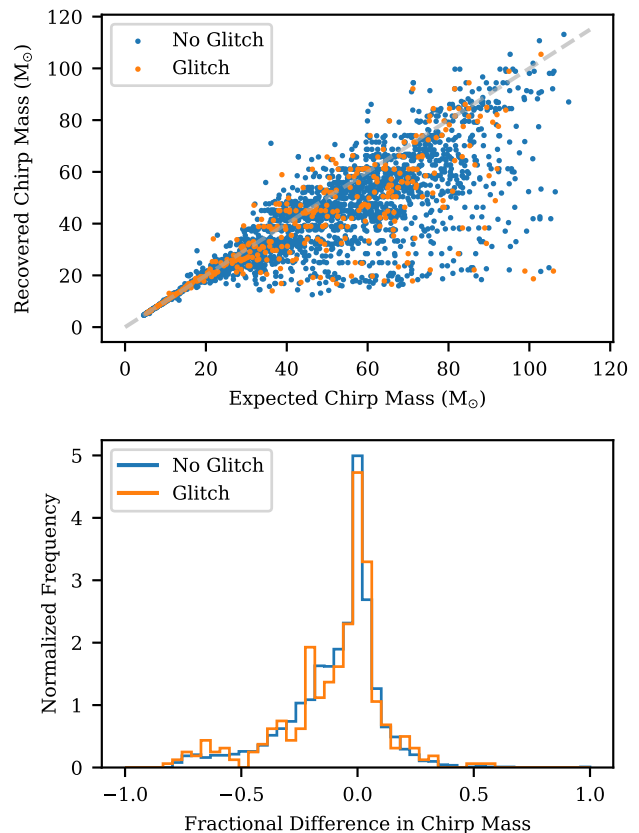 120
100
80
60
40
20
0
Recovered Chirp Mass (M⊙)
No Glitch
Glitch
0 20 40 60 80 100 120
Expected Chirp Mass (M⊙)
5
4
3
2
1
0
Normalized Frequency
No Glitch
Glitch
−1.0 −0.5 0.0 0.5 1.0
Fractional Difference in Chirp Mass